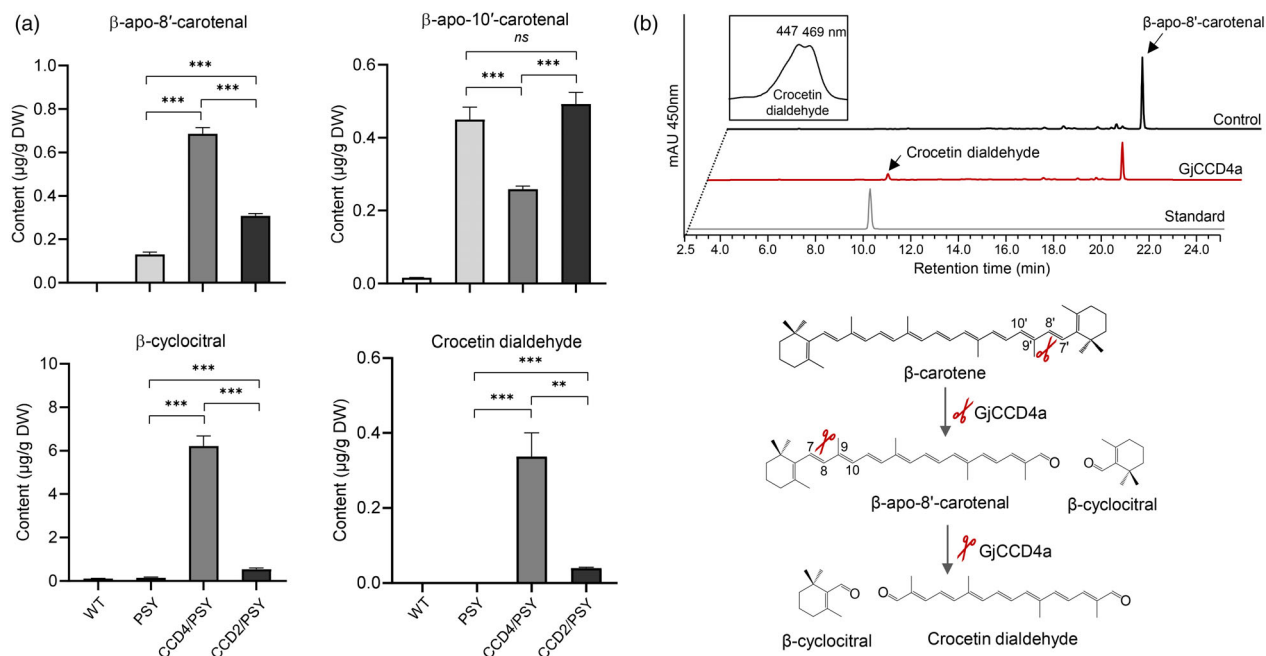 (a)
β-apo-8′-carotenal
Content (µg/g DW)
1.0
0.8
0.6
0.4
0.2
0.0
***
***
***
β-apo-10′-carotenal
Content (µg/g DW)
0.6
0.4
0.2
0.0
ns
***
***
β-cyclocitral
Content (µg/g DW)
10
8
6
4
2
0
***
***
***
WT
PSY
CCD4/PSY
CCD2/PSY
Crocetin dialdehyde
Content (µg/g DW)
0.6
0.4
0.2
0.0
***
***
**
WT
PSY
CCD4/PSY
CCD2/PSY
(b)
mAU 450nm
447 469 nm
Crocetin
dialdehyde
β-apo-8'-carotenal
Control
Crocetin dialdehyde
GjCCD4a
Standard
2.5 4.0 6.0 8.0 10.0 12.0 14.0 16.0 18.0 20.0 22.0 24.0
Retention time (min)
10' 8'
9' 7'
β-carotene
GjCCD4a
7 9
8 10
O
O
β-apo-8'-carotenal
β-cyclocitral
GjCCD4a
O
O
O
β-cyclocitral
Crocetin dialdehyde